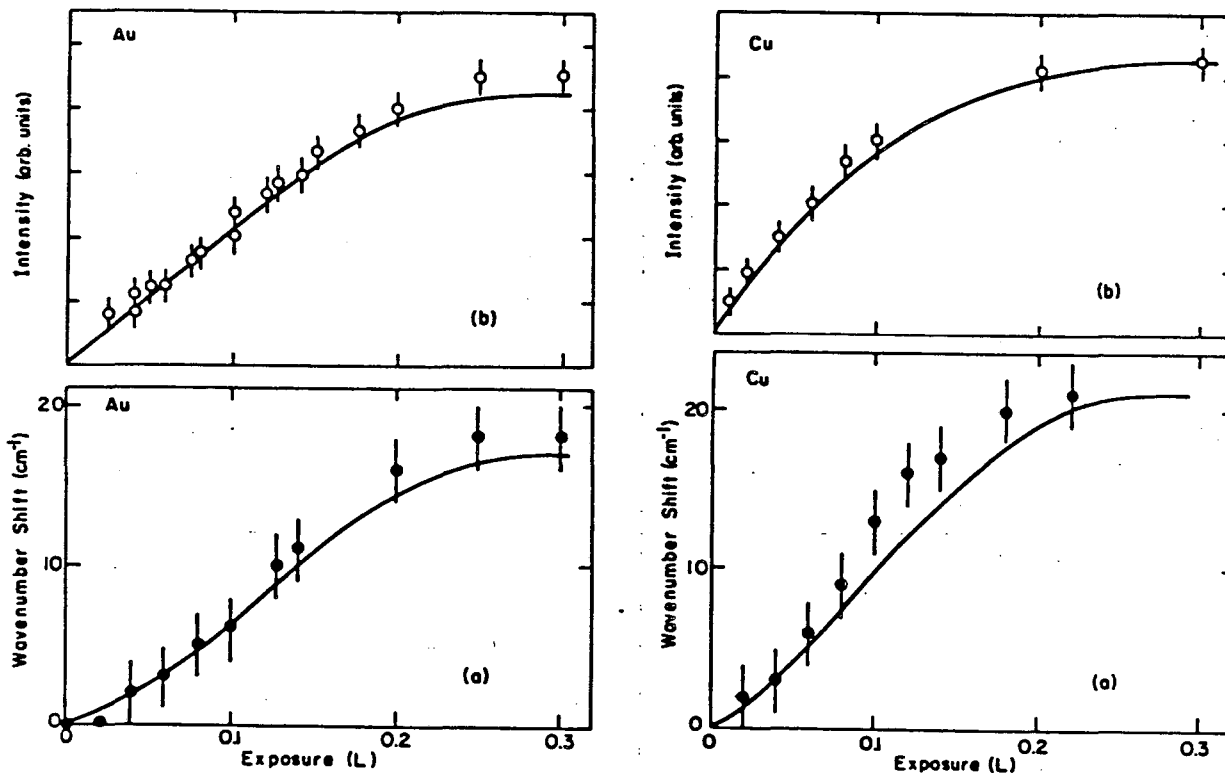 Au
Intensity (arb. units)
(b)
Au
20
10
0
Wavenumber Shift (cm⁻¹)
(a)
0
0.1
0.2
0.3
Exposure (L)
Cu
Intensity (arb. units)
(b)
Cu
20
10
0
Wavenumber Shift (cm⁻¹)
(a)
0
0.1
0.2
0.3
Exposure (L)